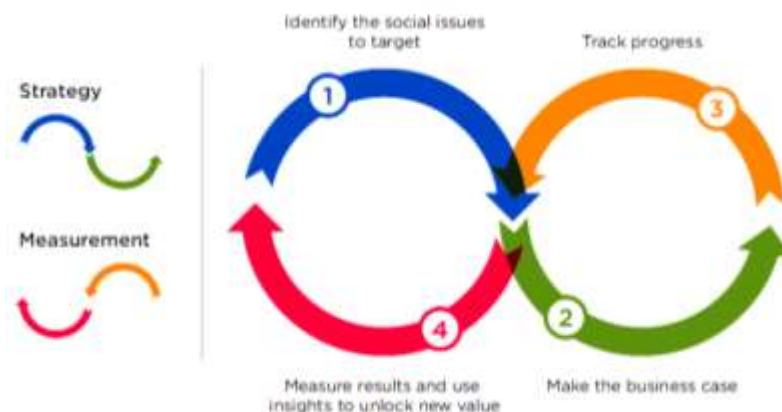 Strategy
Measurement
Identify the social issues
to target
Track progress
1
3
4
2
Measure results and use
insights to unlock new value
Make the business case